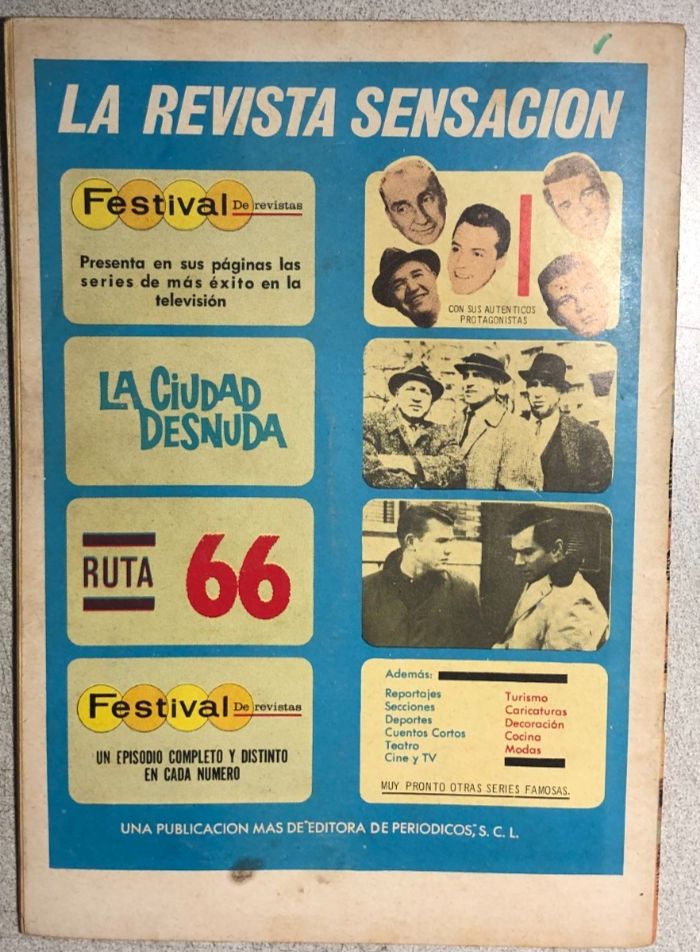 LA REVISTA SENSACION
Festival De revistas
Presenta en sus páginas las
series de más éxito en la
televisión
CON SUS AUTENTICOS
PROTAGONISTAS
LA CIUDAD
DESNUDA
RUTA 66
Festival De revistas
UN EPISODIO COMPLETO Y DISTINTO
EN CADA NUMERO
Además:
Reportajes
Secciones
Deportes
Cuentos Cortos
Teatro
Cine y TV
Turismo
Caricaturas
Decoración
Cocina
Modas
MUY PRONTO OTRAS SERIES FAMOSAS.
UNA PUBLICACION MAS DE "EDITORA DE PERIODICOS", S. C. L.